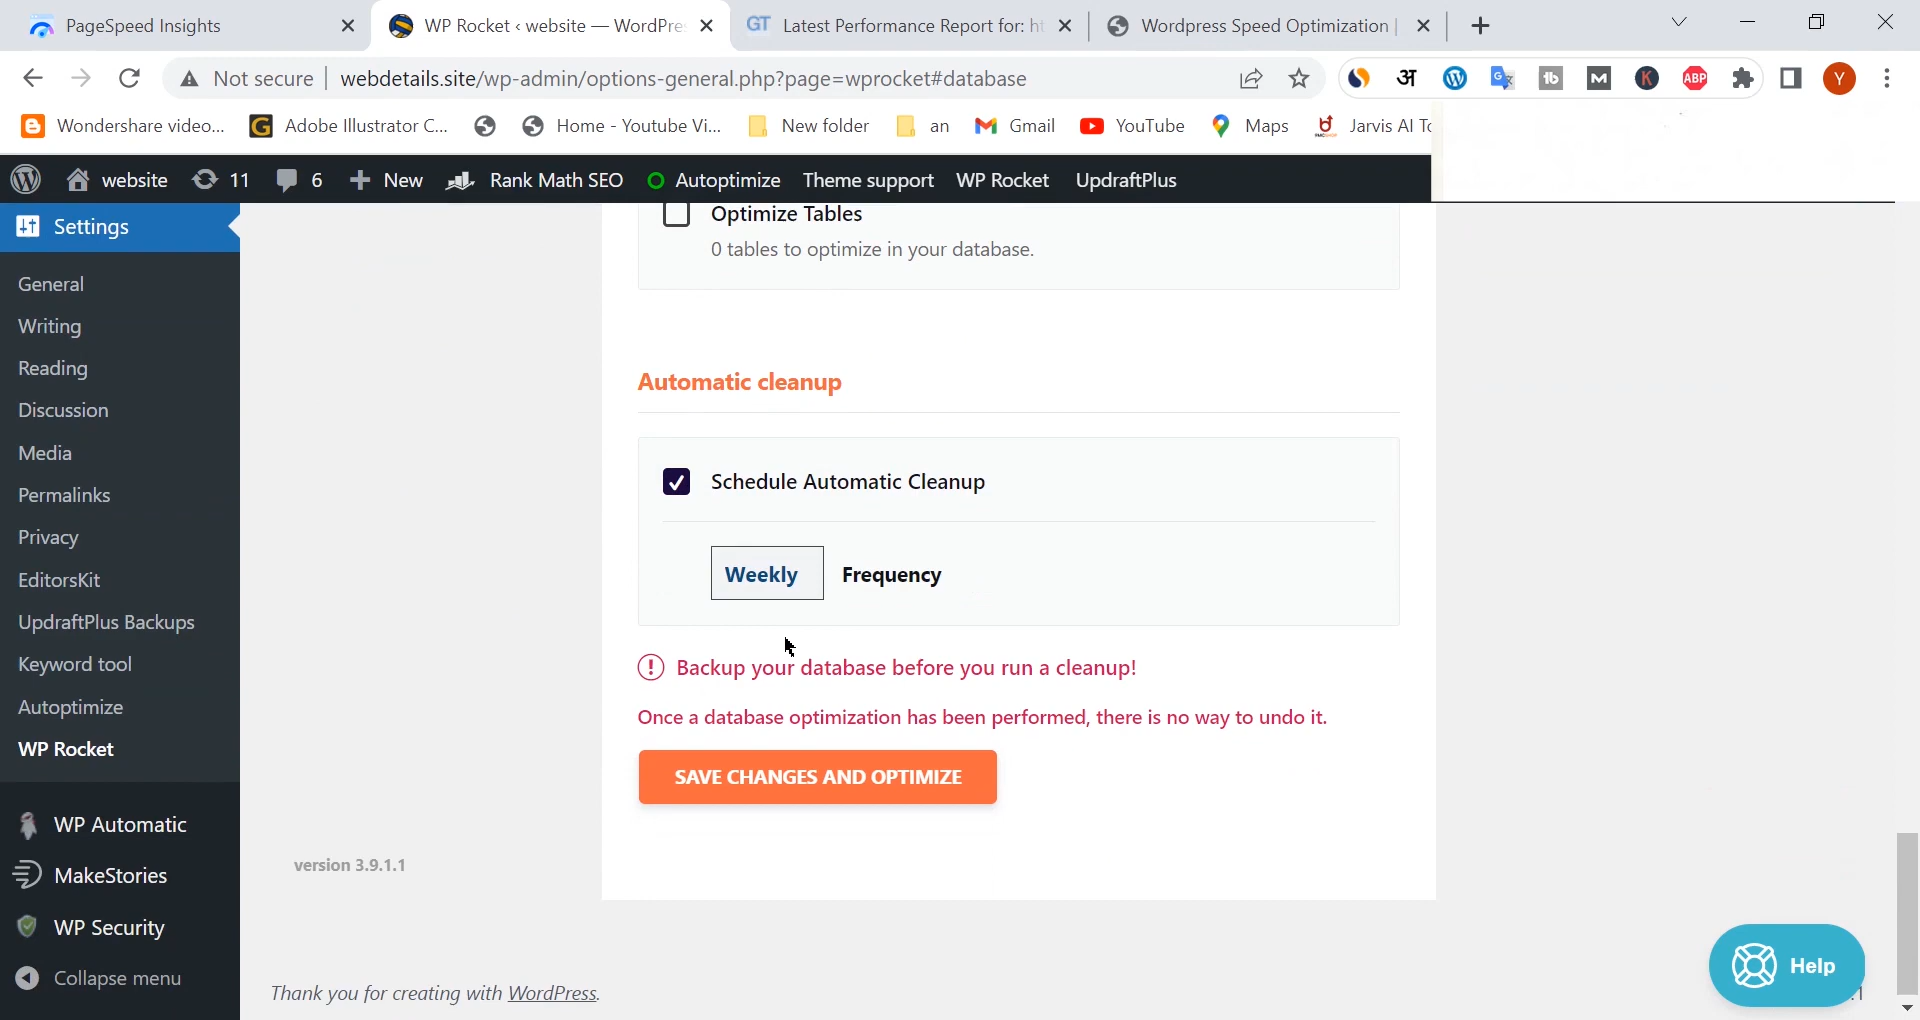 PageSpeed Insights
WP Rocket ‹ website — WordPre
GT Latest Performance Report for: ht
Wordpress Speed Optimization |
Not secure
webdetails.site/wp-admin/options-general.php?page=wprocket#database
अ
ABP
Y
Wondershare video...
Adobe Illustrator C...
Home - Youtube Vi...
New folder
an
Gmail
YouTube
Maps
Jarvis AI To
website
11
6
New
Rank Math SEO
Autoptimize
Theme support
WP Rocket
UpdraftPlus
Settings
General
Writing
Reading
Discussion
Media
Permalinks
Privacy
EditorsKit
UpdraftPlus Backups
Keyword tool
Autoptimize
WP Rocket
WP Automatic
MakeStories
WP Security
Collapse menu
Optimize Tables
0 tables to optimize in your database.
Automatic cleanup
Schedule Automatic Cleanup
Weekly
Frequency
Backup your database before you run a cleanup!
Once a database optimization has been performed, there is no way to undo it.
SAVE CHANGES AND OPTIMIZE
version 3.9.1.1
Help
Thank you for creating with WordPress.
.1